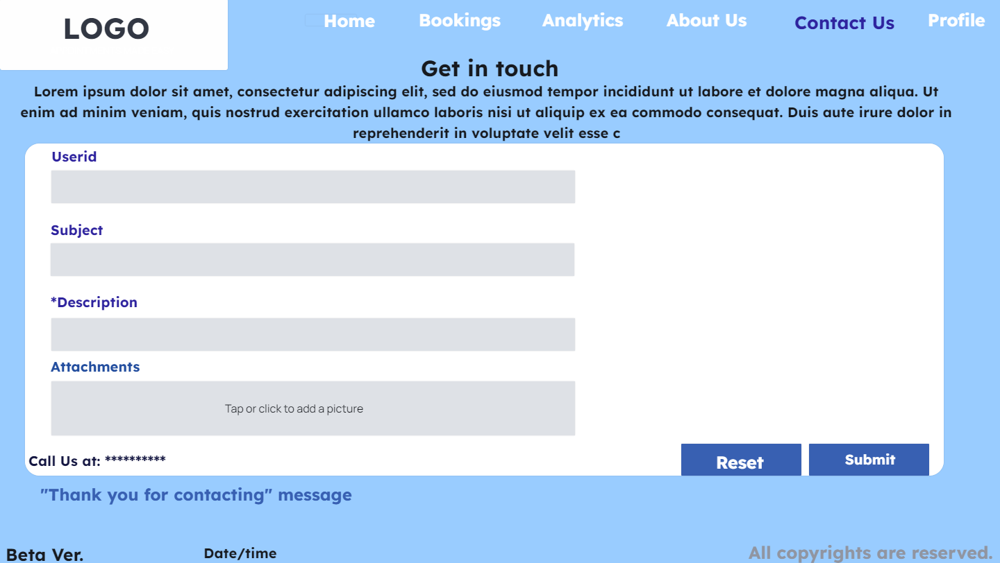 LOGO
Home Bookings Analytics About Us Contact Us Profile
Get in touch
Lorem ipsum dolor sit amet, consectetur adipiscing elit, sed do eiusmod tempor incididunt ut labore et dolore magna aliqua. Ut
enim ad minim veniam, quis nostrud exercitation ullamco laboris nisi ut aliquip ex ea commodo consequat. Duis aute irure dolor in
reprehenderit in voluptate velit esse c
Userid
Subject
*Description
Attachments
Tap or click to add a picture
Call Us at: **********
Reset Submit
"Thank you for contacting" message
Beta Ver. Date/time All copyrights are reserved.